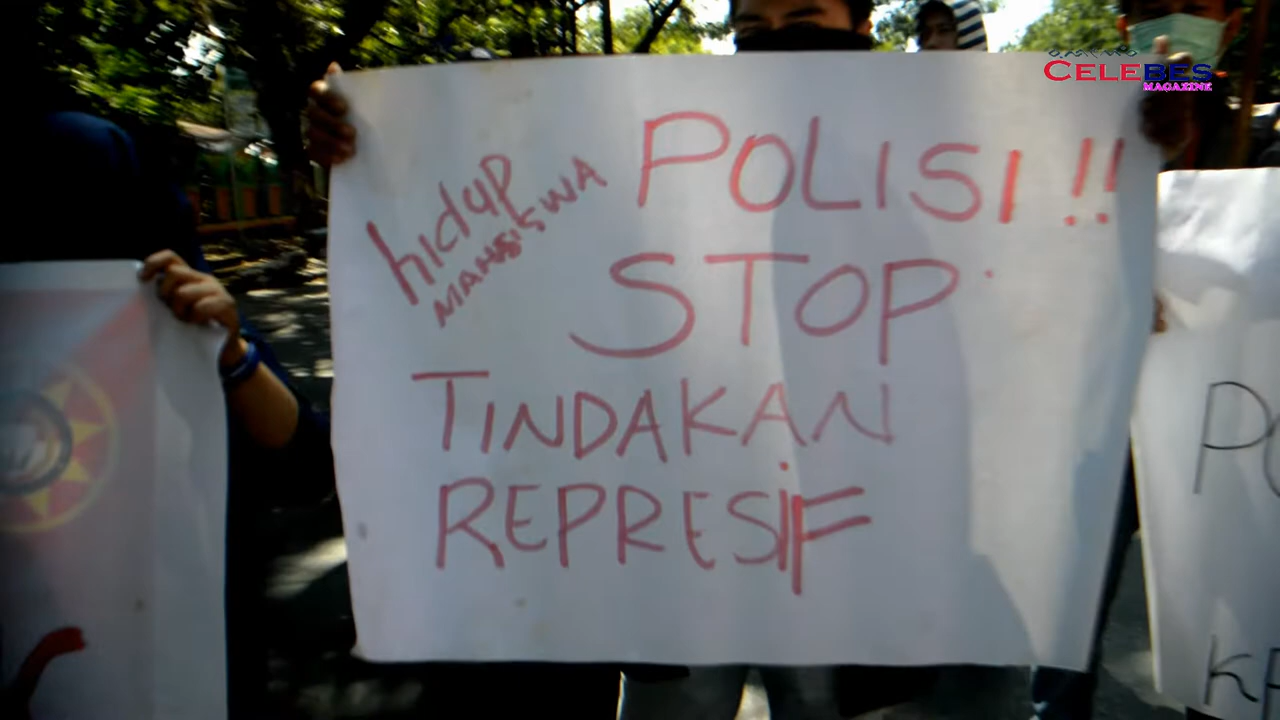 CELEBES
MAGAZINE
hidup
MAHASISWA
POLISI !!
STOP
TINDAKAN
REPRESIF